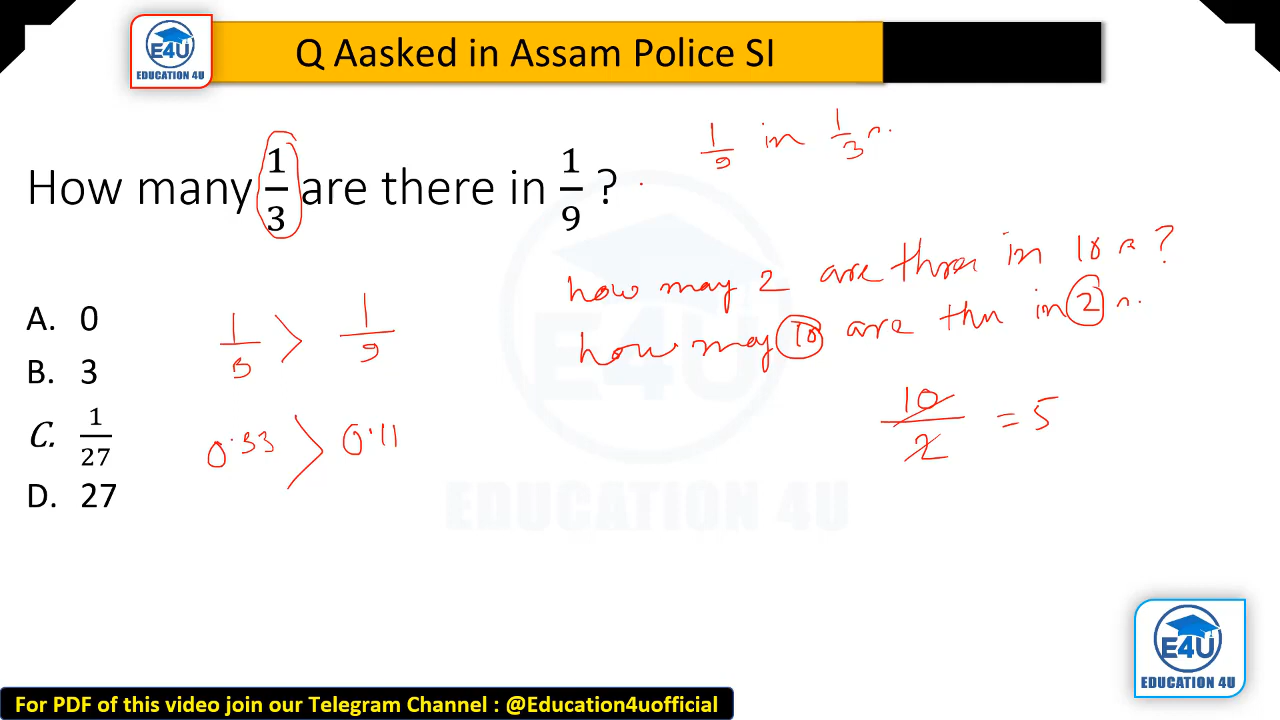 E4U
EDUCATION 4U
Q Aasked in Assam Police SI
1/9 in 1/3
How many 1/3 are there in 1/9 ?
how may 2 are there in 10 ?
how may 10 are thn in 2
A. 0
1/3 > 1/9
B. 3
10/2 = 5
C. 1/27
0.33 > 0.11
D. 27
E4U
EDUCATION 4U
E4U
EDUCATION 4U
For PDF of this video join our Telegram Channel : @Education4uofficial